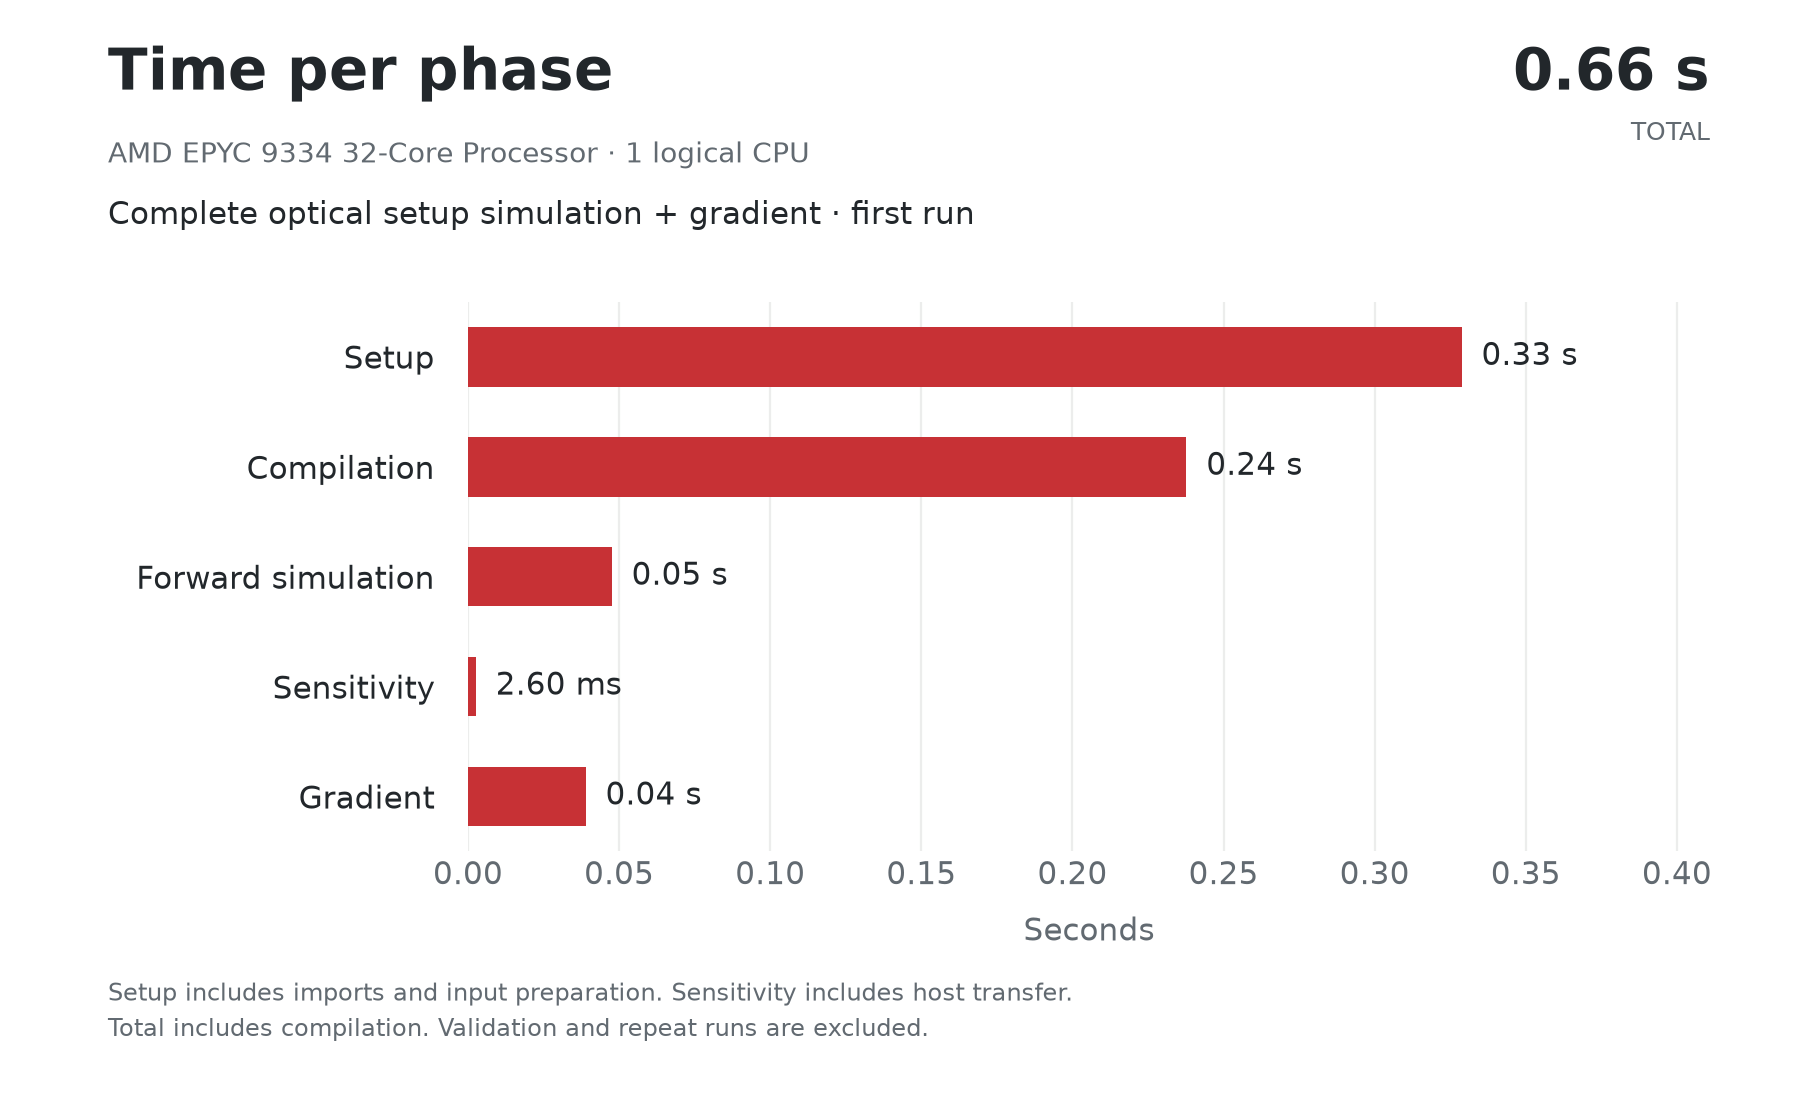 Time per phase
0.66 s
TOTAL
AMD EPYC 9334 32-Core Processor · 1 logical CPU
Complete optical setup simulation + gradient · first run
Setup
0.33 s
Compilation
0.24 s
Forward simulation
0.05 s
Sensitivity
2.60 ms
Gradient
0.04 s
0.00 0.05 0.10 0.15 0.20 0.25 0.30 0.35 0.40
Seconds
Setup includes imports and input preparation. Sensitivity includes host transfer.
Total includes compilation. Validation and repeat runs are excluded.